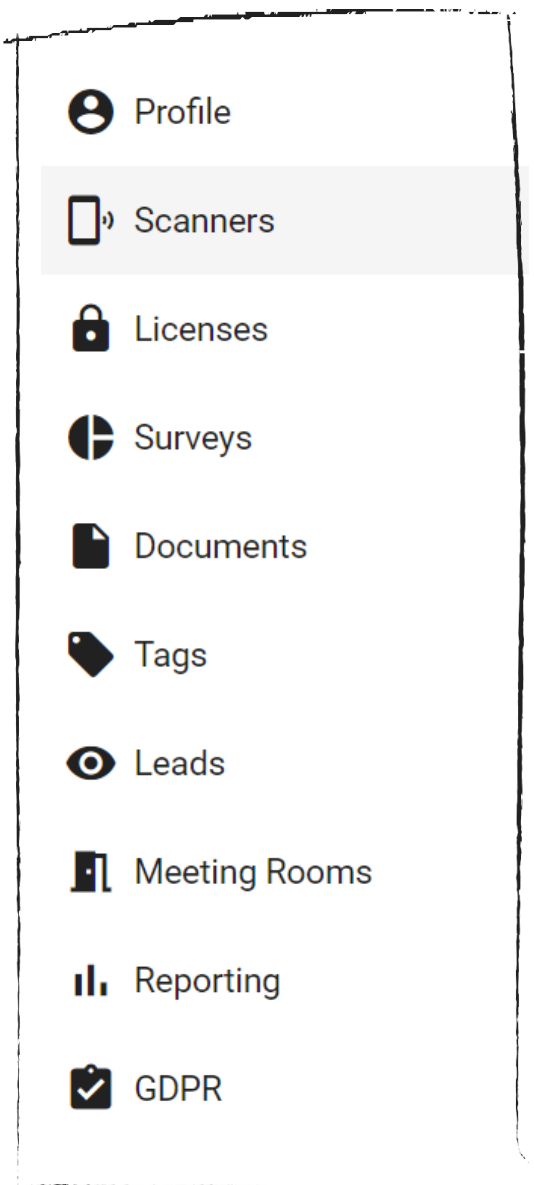 Profile
Scanners
Licenses
Surveys
Documents
Tags
Leads
Meeting Rooms
Reporting
GDPR